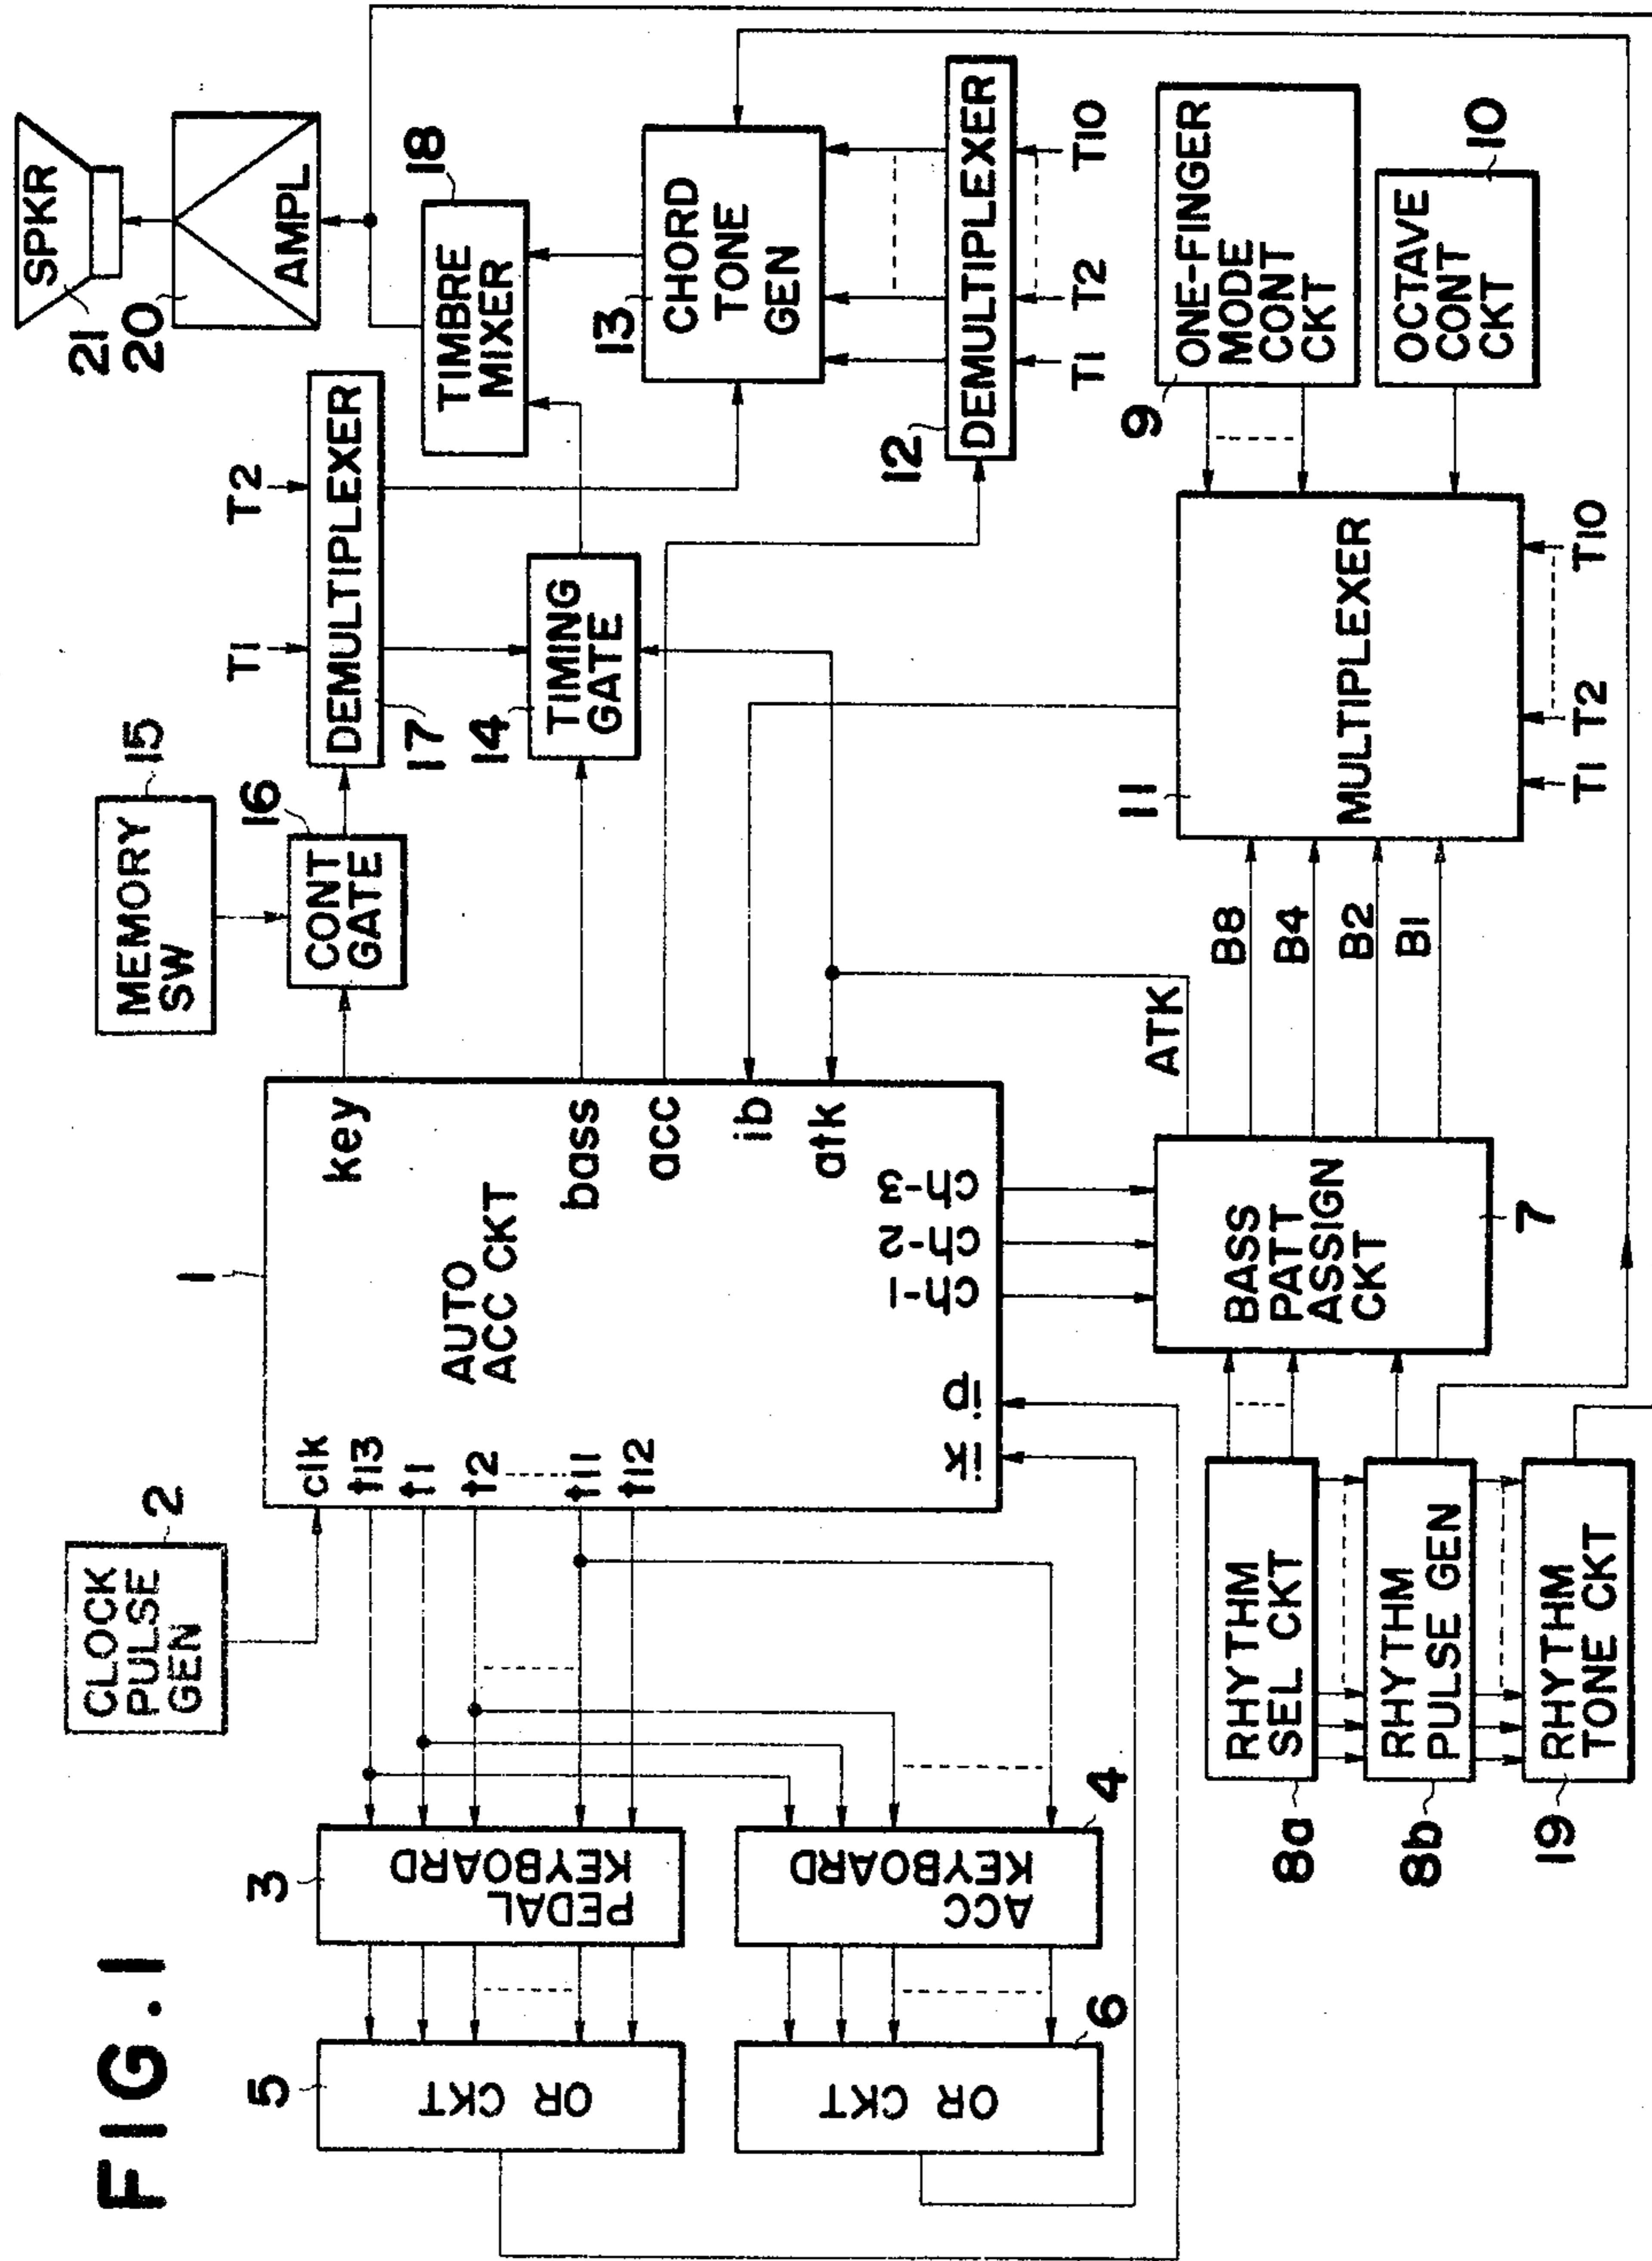 FIG. 1
CLOCK
PULSE
GEN
2
MEMORY
SW
15
SPKR
21
AMPL
20
CONT
GATE
16
T1
T2
DEMULTIPLEXER
17
TIMBRE
MIXER
18
TIMING
GATE
14
CHORD
TONE
GEN
13
DEMULTIPLEXER
12
T1
T2
T10
1
AUTO
ACC CKT
clk
t13
t1
t2
t11
t12
key
bass
acc
ib
atk
ik
ip
ch-1
ch-2
ch-3
5
OR CKT
3
PEDAL
KEYBOARD
6
OR CKT
4
ACC
KEYBOARD
ATK
B8
B4
B2
B1
BASS
PATT
ASSIGN
CKT
7
11
MULTIPLEXER
T1
T2
T10
9
ONE-FINGER
MODE
CONT
CKT
OCTAVE
CONT
CKT
10
RHYTHM
SEL CKT
8a
RHYTHM
PULSE GEN
8b
RHYTHM
TONE CKT
19